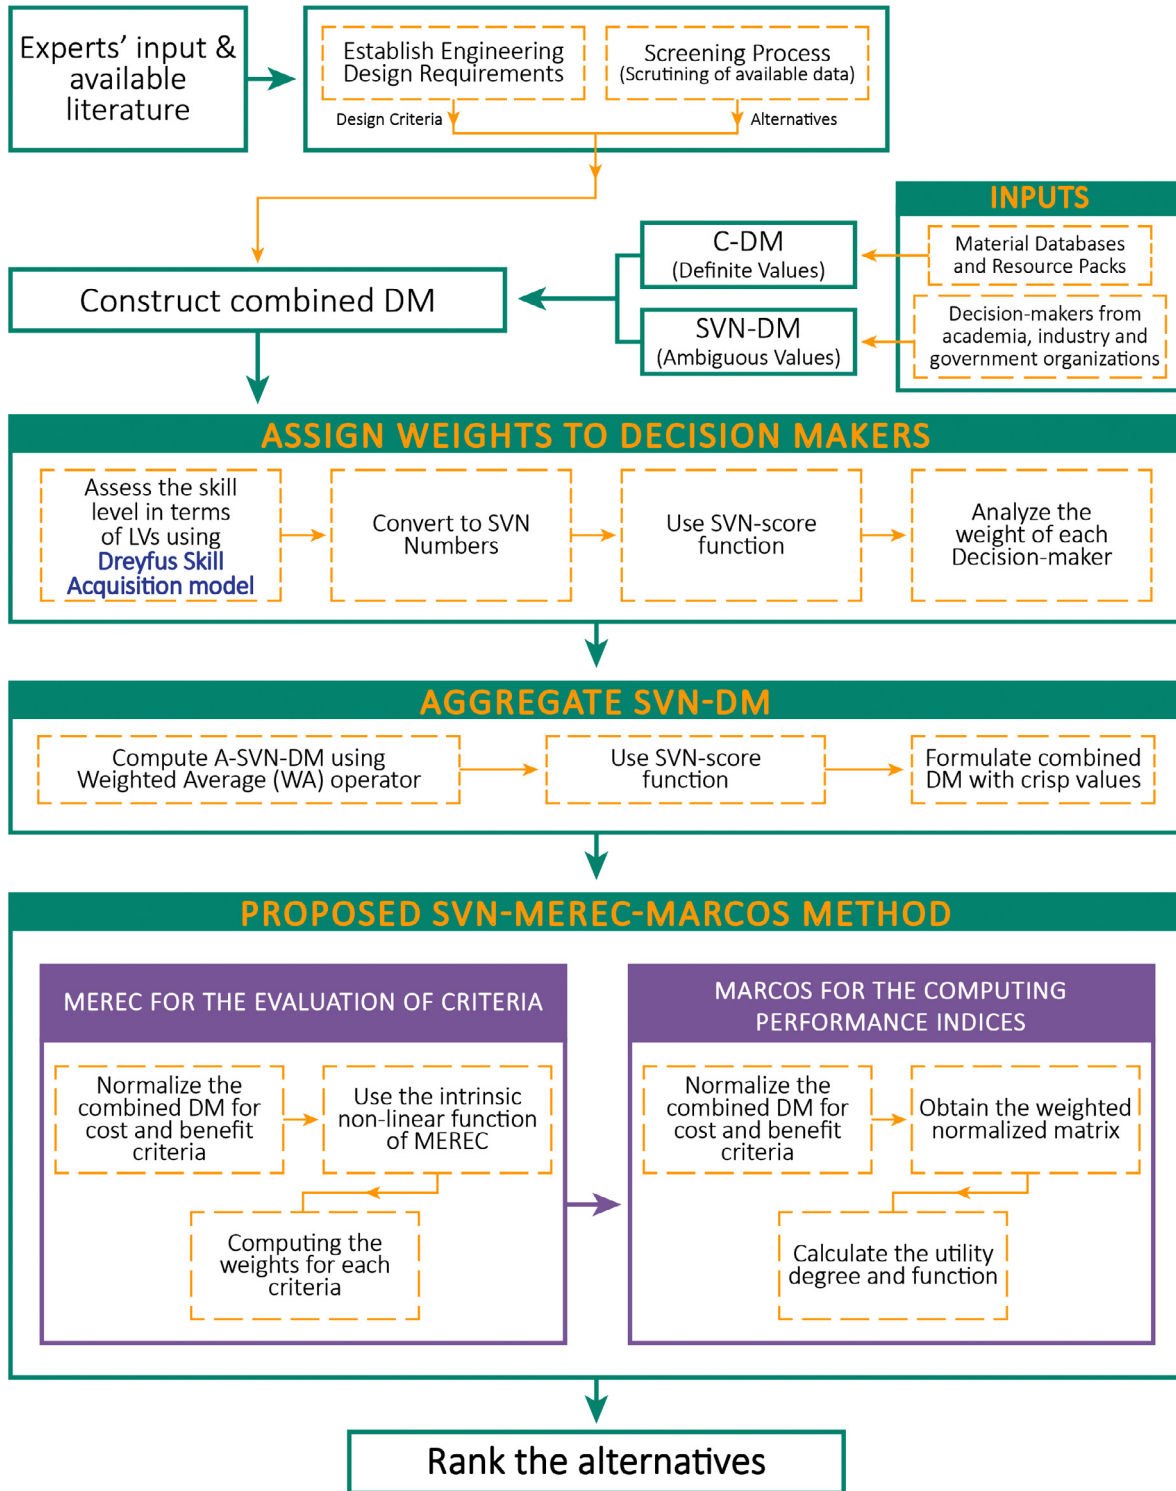 Experts’ input &
available
literature
Establish Engineering
Design Requirements
Screening Process
(Scrutining of available data)
Design Criteria
Alternatives
INPUTS
Material Databases
and Resource Packs
Decision-makers from
academia, industry and
government organizations
C-DM
(Definite Values)
SVN-DM
(Ambiguous Values)
Construct combined DM
ASSIGN WEIGHTS TO DECISION MAKERS
Assess the skill
level in terms
of LVs using
Dreyfus Skill
Acquisition model
Convert to SVN
Numbers
Use SVN-score
function
Analyze the
weight of each
Decision-maker
AGGREGATE SVN-DM
Compute A-SVN-DM using
Weighted Average (WA) operator
Use SVN-score
function
Formulate combined
DM with crisp values
PROPOSED SVN-MEREC-MARCOS METHOD
MEREC FOR THE EVALUATION OF CRITERIA
Normalize the
combined DM for
cost and benefit
criteria
Use the intrinsic
non-linear function
of MEREC
Computing the
weights for each
criteria
MARCOS FOR THE COMPUTING
PERFORMANCE INDICES
Normalize the
combined DM for
cost and benefit
criteria
Obtain the weighted
normalized matrix
Calculate the utility
degree and function
Rank the alternatives